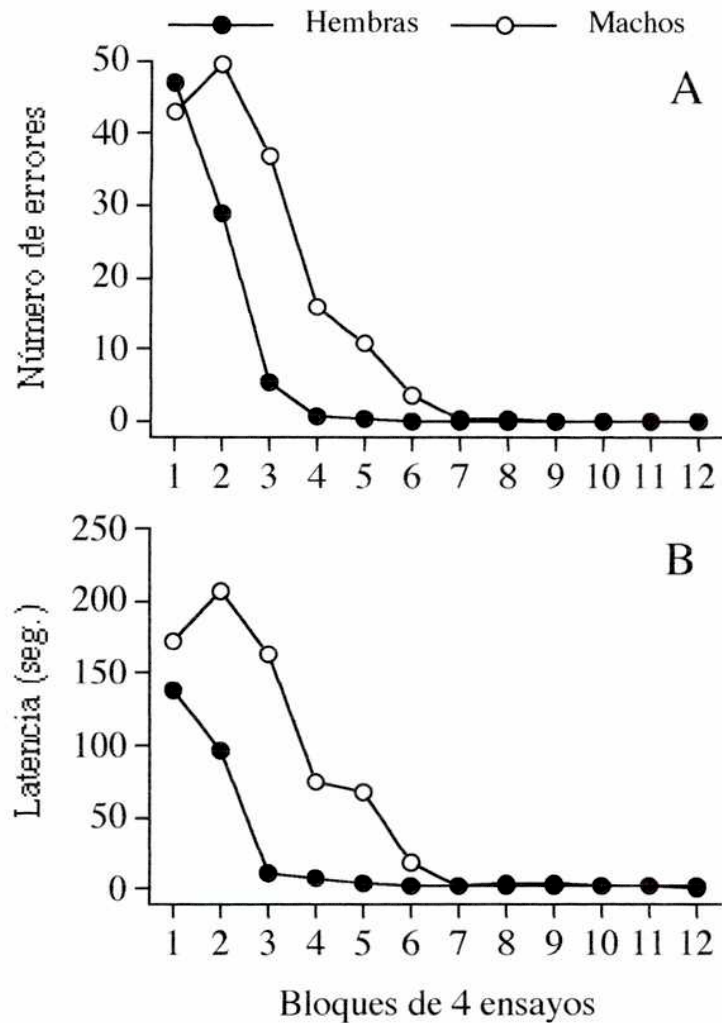 Hembras Machos
A
Número de errores
50
40
30
20
10
0
1 2 3 4 5 6 7 8 9 10 11 12
B
Latencia (seg.)
250
200
150
100
50
0
1 2 3 4 5 6 7 8 9 10 11 12
Bloques de 4 ensayos